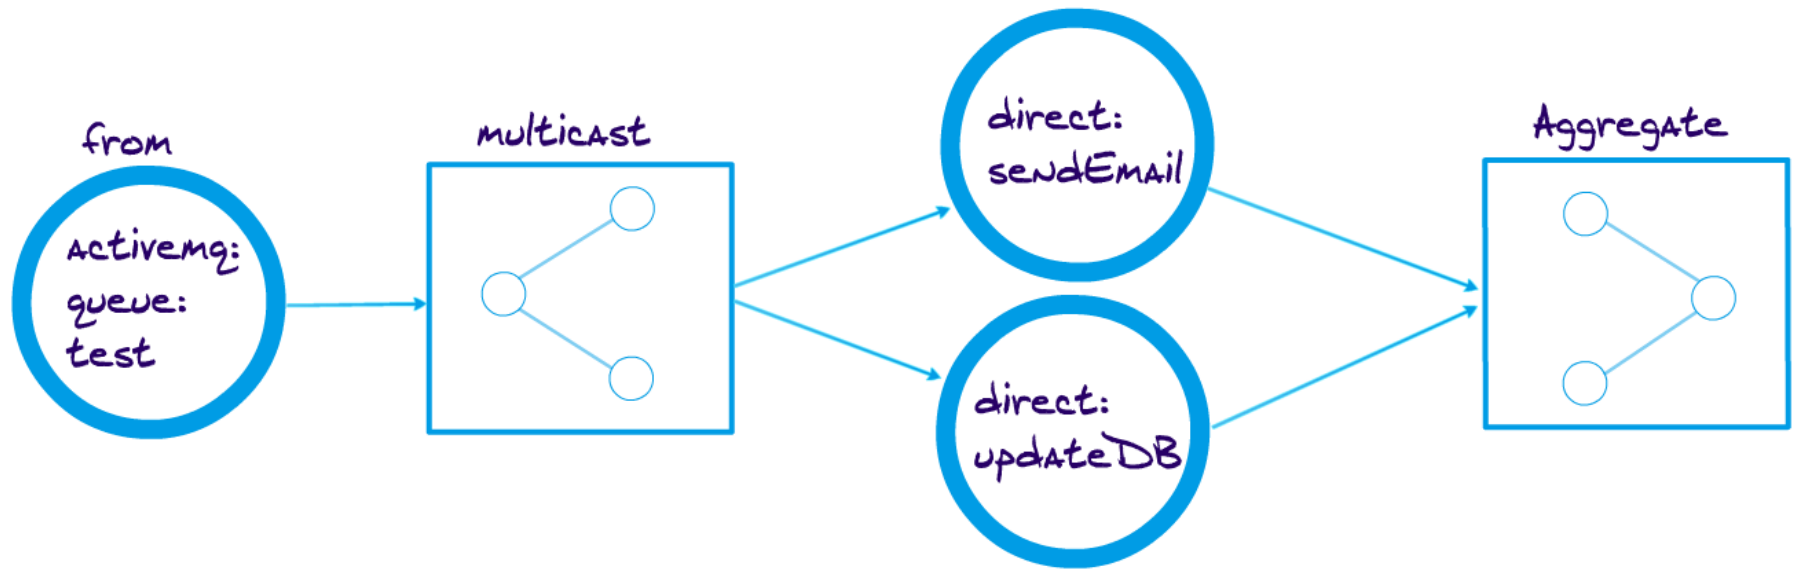 from
activemq:
queue:
test
multicast
direct:
sendEmail
direct:
updateDB
Aggregate